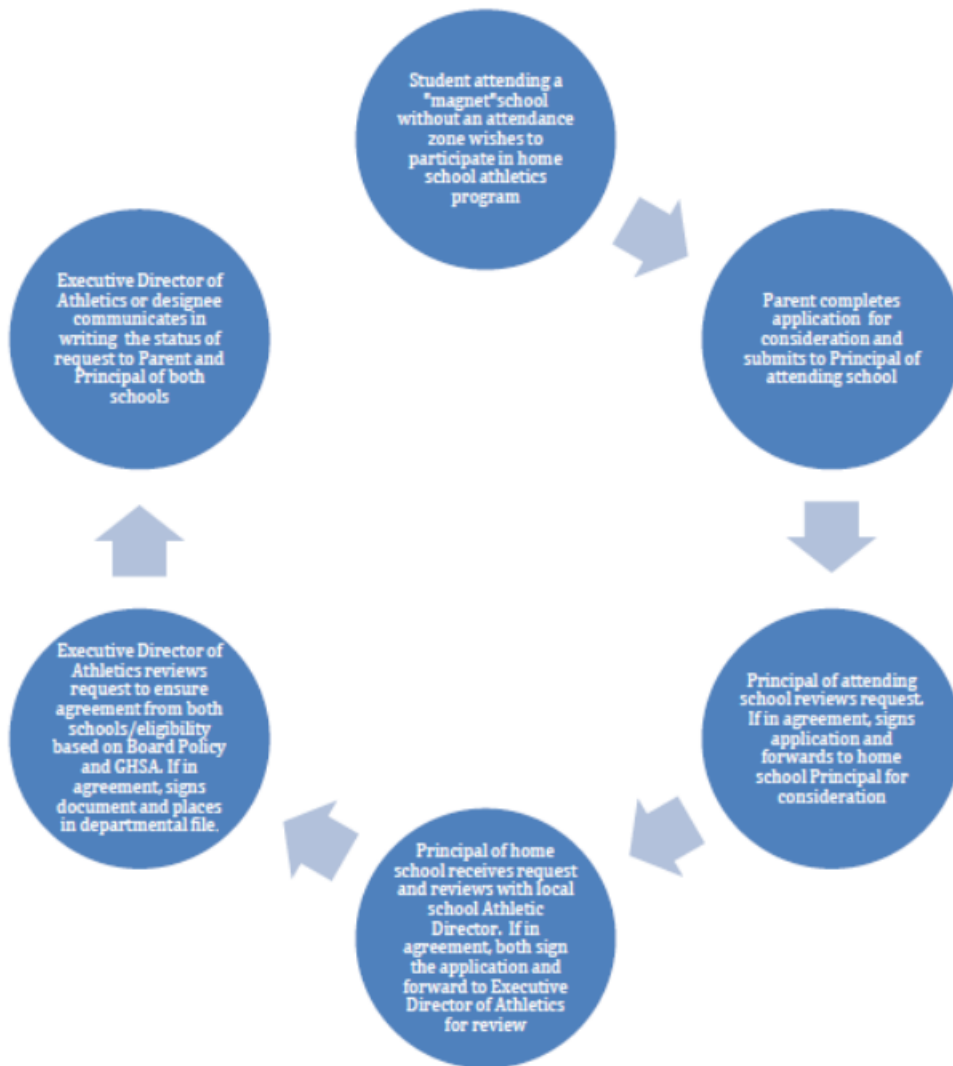 Student attending a
"magnet"school
without an attendance
zone wishes to
participate in home
school athletics
program
Parent completes
application for
consideration and
submits to Principal of
attending school
Principal of attending
school reviews request.
If in agreement, signs
application and
forwards to home
school Principal for
consideration
Principal of home
school receives request
and reviews with local
school Athletic
Director. If in
agreement, both sign
the application and
forward to Executive
Director of Athletics
for review
Executive Director of
Athletics reviews
request to ensure
agreement from both
schools/eligibility
based on Board Policy
and GHSA. If in
agreement, signs
document and places
in departmental file.
Executive Director of
Athletics or designee
communicates in
writing the status of
request to Parent and
Principal of both
schools